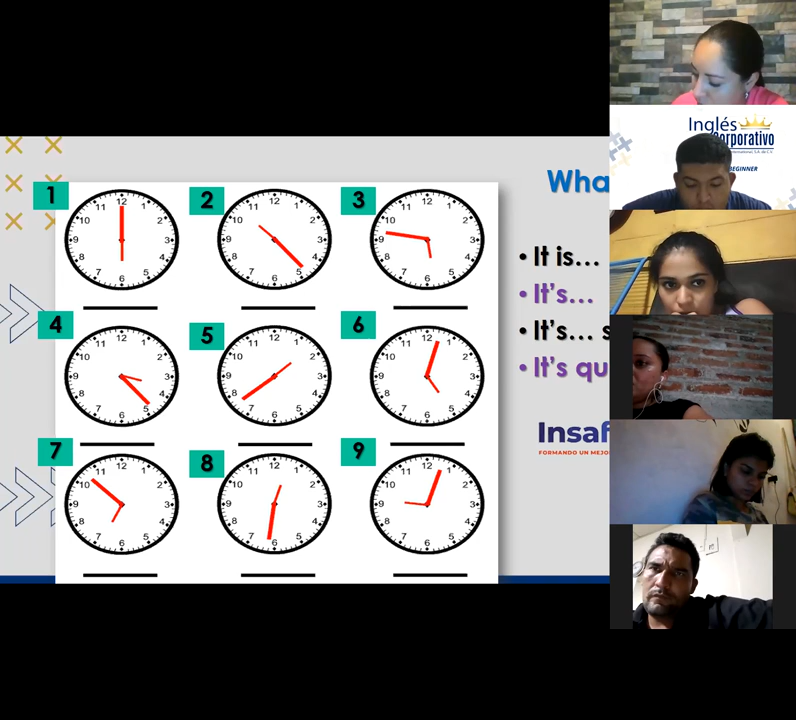 Inglés
Corporativo
BEGINNER
1
2
3
4
5
6
7
8
9
Wha
• It is...
• It's...
• It's... s
• It's qu
Insaf
FORMANDO UN MEJO